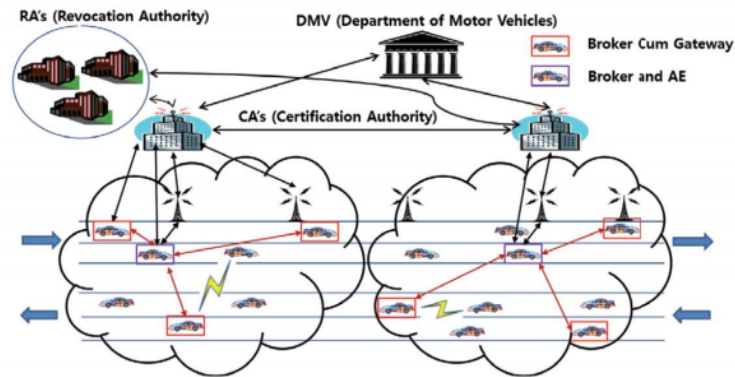 RA's (Revocation Authority)
DMV (Department of Motor Vehicles)
Broker Cum Gateway
Broker and AE
CA's (Certification Authority)